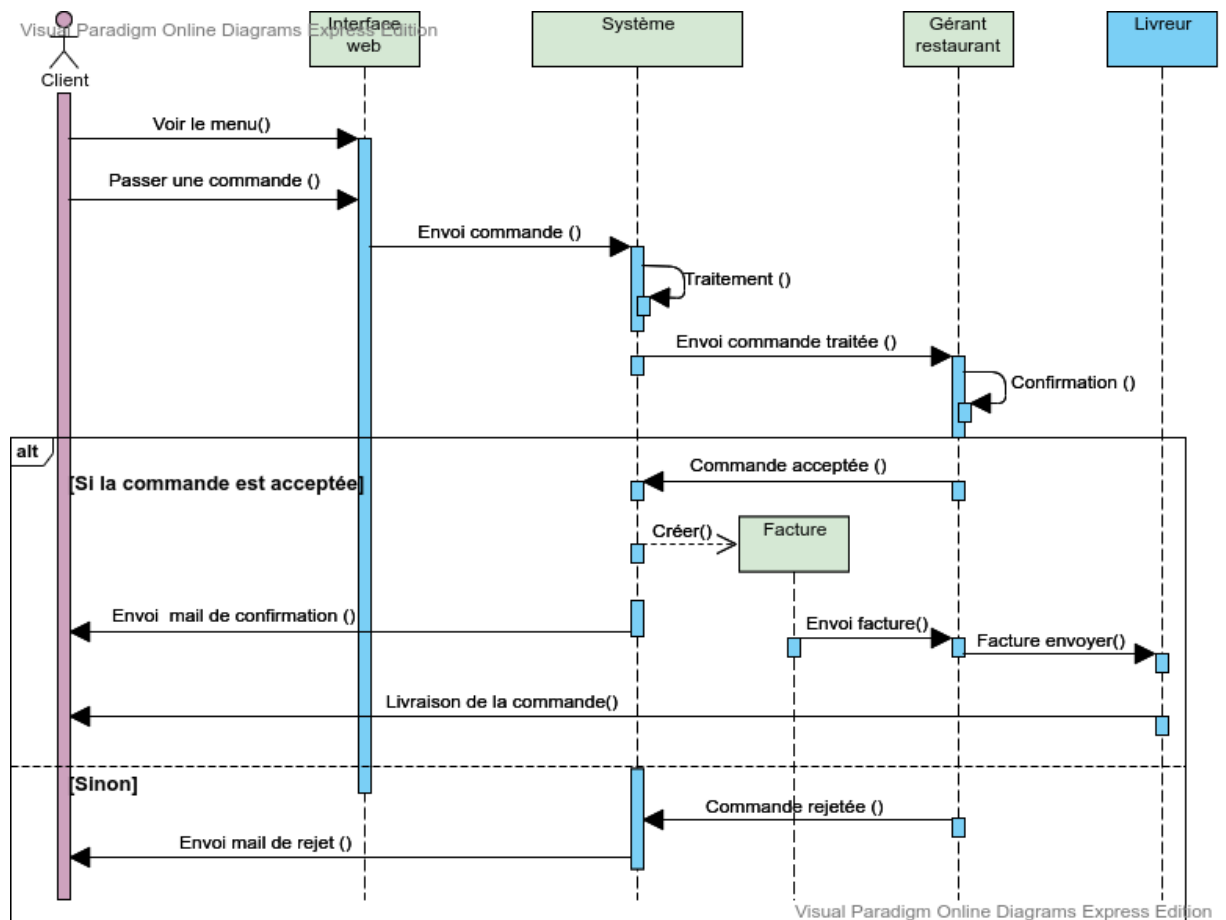 Visual Paradigm Online Diagrams Express Edition
Client
Interface
web
Système
Gérant
restaurant
Livreur
Voir le menu()
Passer une commande ()
Envoi commande ()
Traitement ()
Envoi commande traitée ()
Confirmation ()
alt
[Si la commande est acceptée]
Commande acceptée ()
Créer()
Facture
Envoi mail de confirmation ()
Envoi facture()
Facture envoyer()
Livraison de la commande()
[Sinon]
Commande rejetée ()
Envoi mail de rejet ()
Visual Paradigm Online Diagrams Express Edition